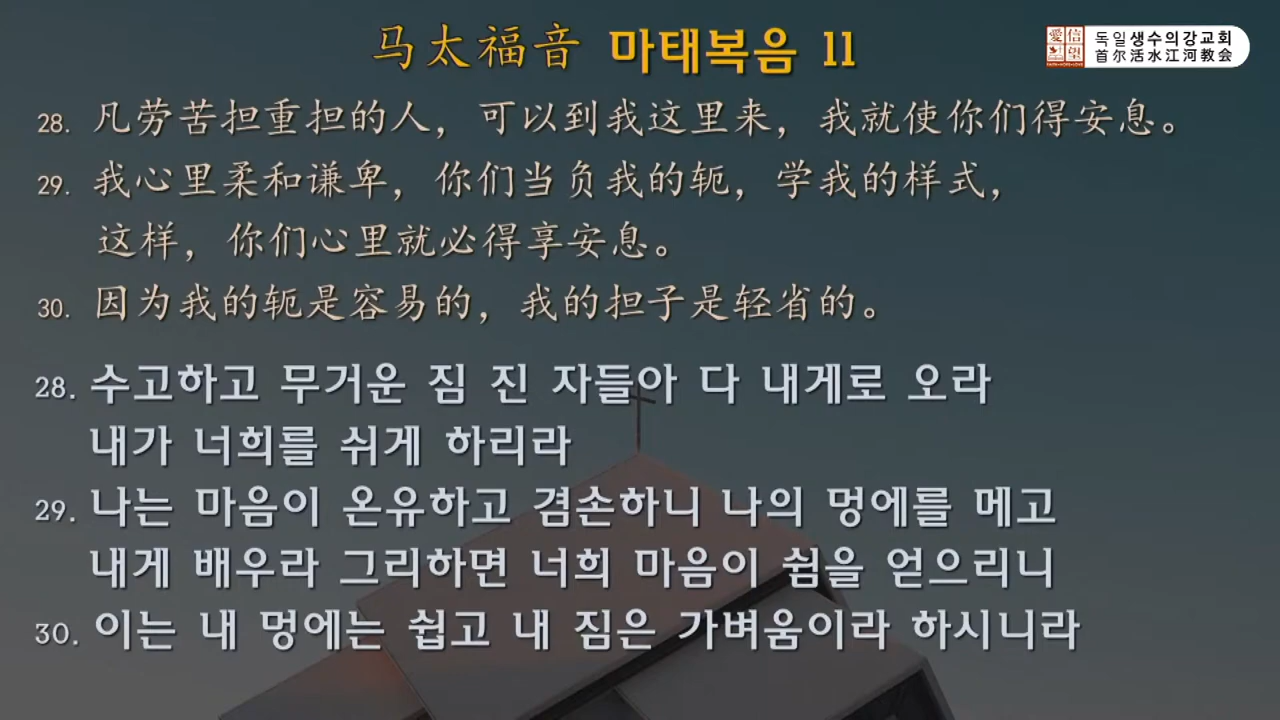 马太福音 마태복음 11
愛 信
望
독일 생수의강교회
首尔活水江河教会
28. 凡劳苦担重担的人，可以到我这里来，我就使你们得安息。
29. 我心里柔和谦卑，你们当负我的轭，学我的样式，
这样，你们心里就必得享安息。
30. 因为我的轭是容易的，我的担子是轻省的。
28. 수고하고 무거운 짐 진 자들아 다 내게로 오라
내가 너희를 쉬게 하리라
29. 나는 마음이 온유하고 겸손하니 나의 멍에를 메고
내게 배우라 그리하면 너희 마음이 쉼을 얻으리니
30. 이는 내 멍에는 쉽고 내 짐은 가벼움이라 하시니라